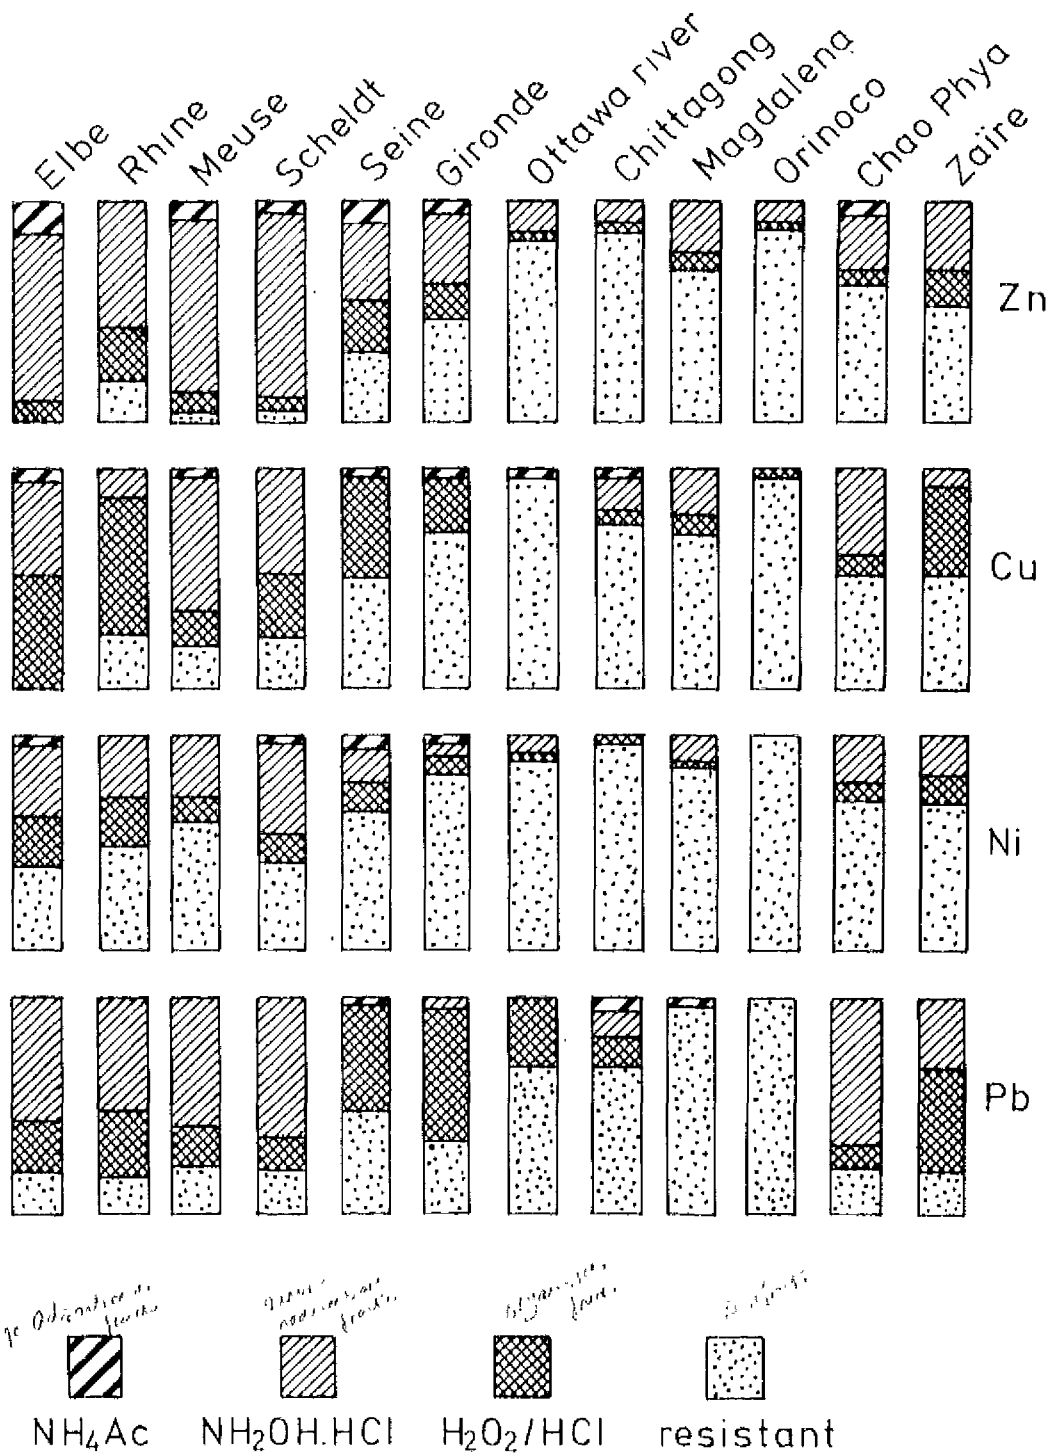 Elbe
Rhine
Meuse
Scheldt
Seine
Gironde
Ottawa river
Chittagong
Magdalena
Orinoco
Chao Phya
Zaïre
Zn
Cu
Ni
Pb
NH₄Ac
NH₂OH.HCl
H₂O₂/HCl
resistant